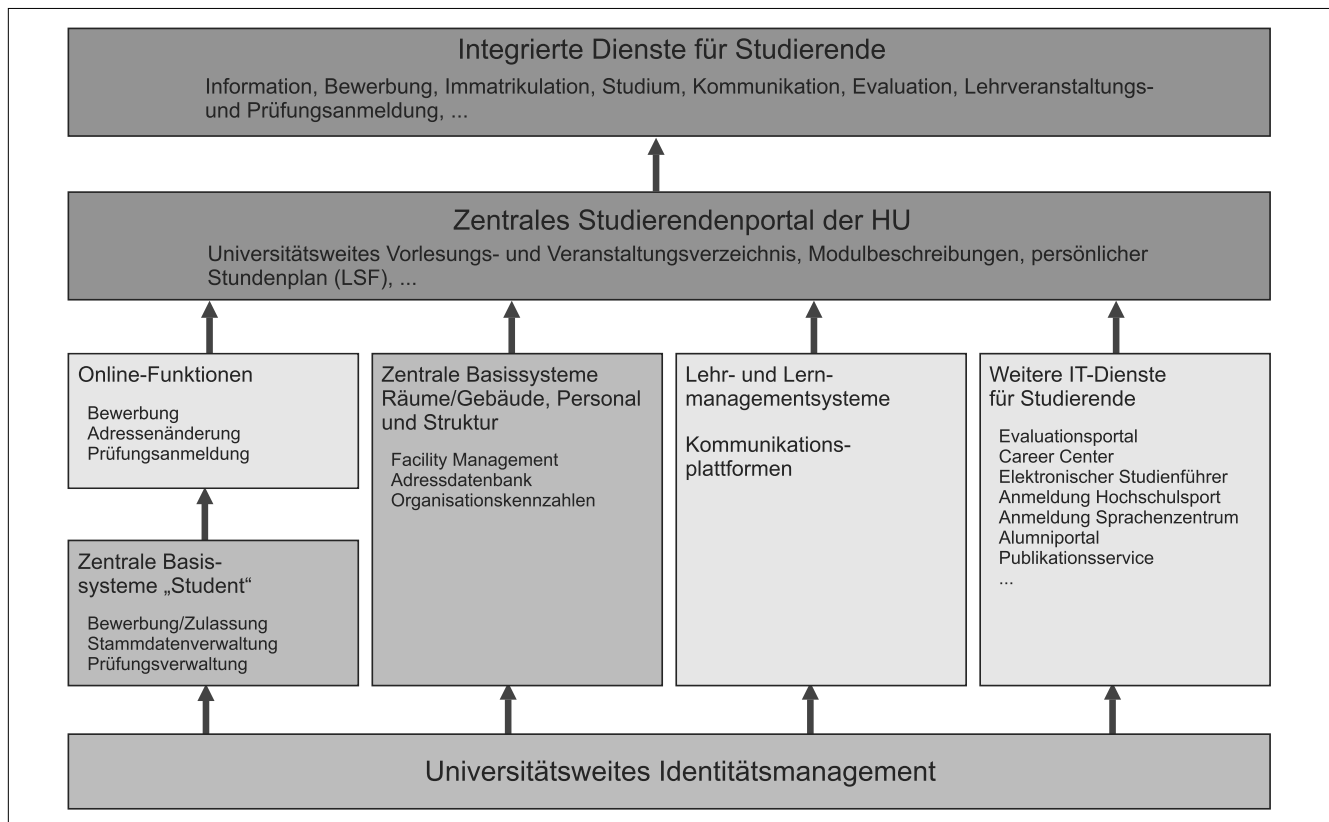 Integrierte Dienste für Studierende
Information, Bewerbung, Immatrikulation, Studium, Kommunikation, Evaluation, Lehrveranstaltungs-
und Prüfungsanmeldung, ...
Zentrales Studierendenportal der HU
Universitätsweites Vorlesungs- und Veranstaltungsverzeichnis, Modulbeschreibungen, persönlicher
Stundenplan (LSF), ...
Online-Funktionen
Bewerbung
Adressenänderung
Prüfungsanmeldung
Zentrale Basis-
systeme „Student“
Bewerbung/Zulassung
Stammdatenverwaltung
Prüfungsverwaltung
Zentrale Basissysteme
Räume/Gebäude, Personal
und Struktur
Facility Management
Adressdatenbank
Organisationskennzahlen
Lehr- und Lern-
managementsysteme
Kommunikations-
plattformen
Weitere IT-Dienste
für Studierende
Evaluationsportal
Career Center
Elektronischer Studienführer
Anmeldung Hochschulsport
Anmeldung Sprachenzentrum
Alumniportal
Publikationsservice
...
Universitätsweites Identitätsmanagement